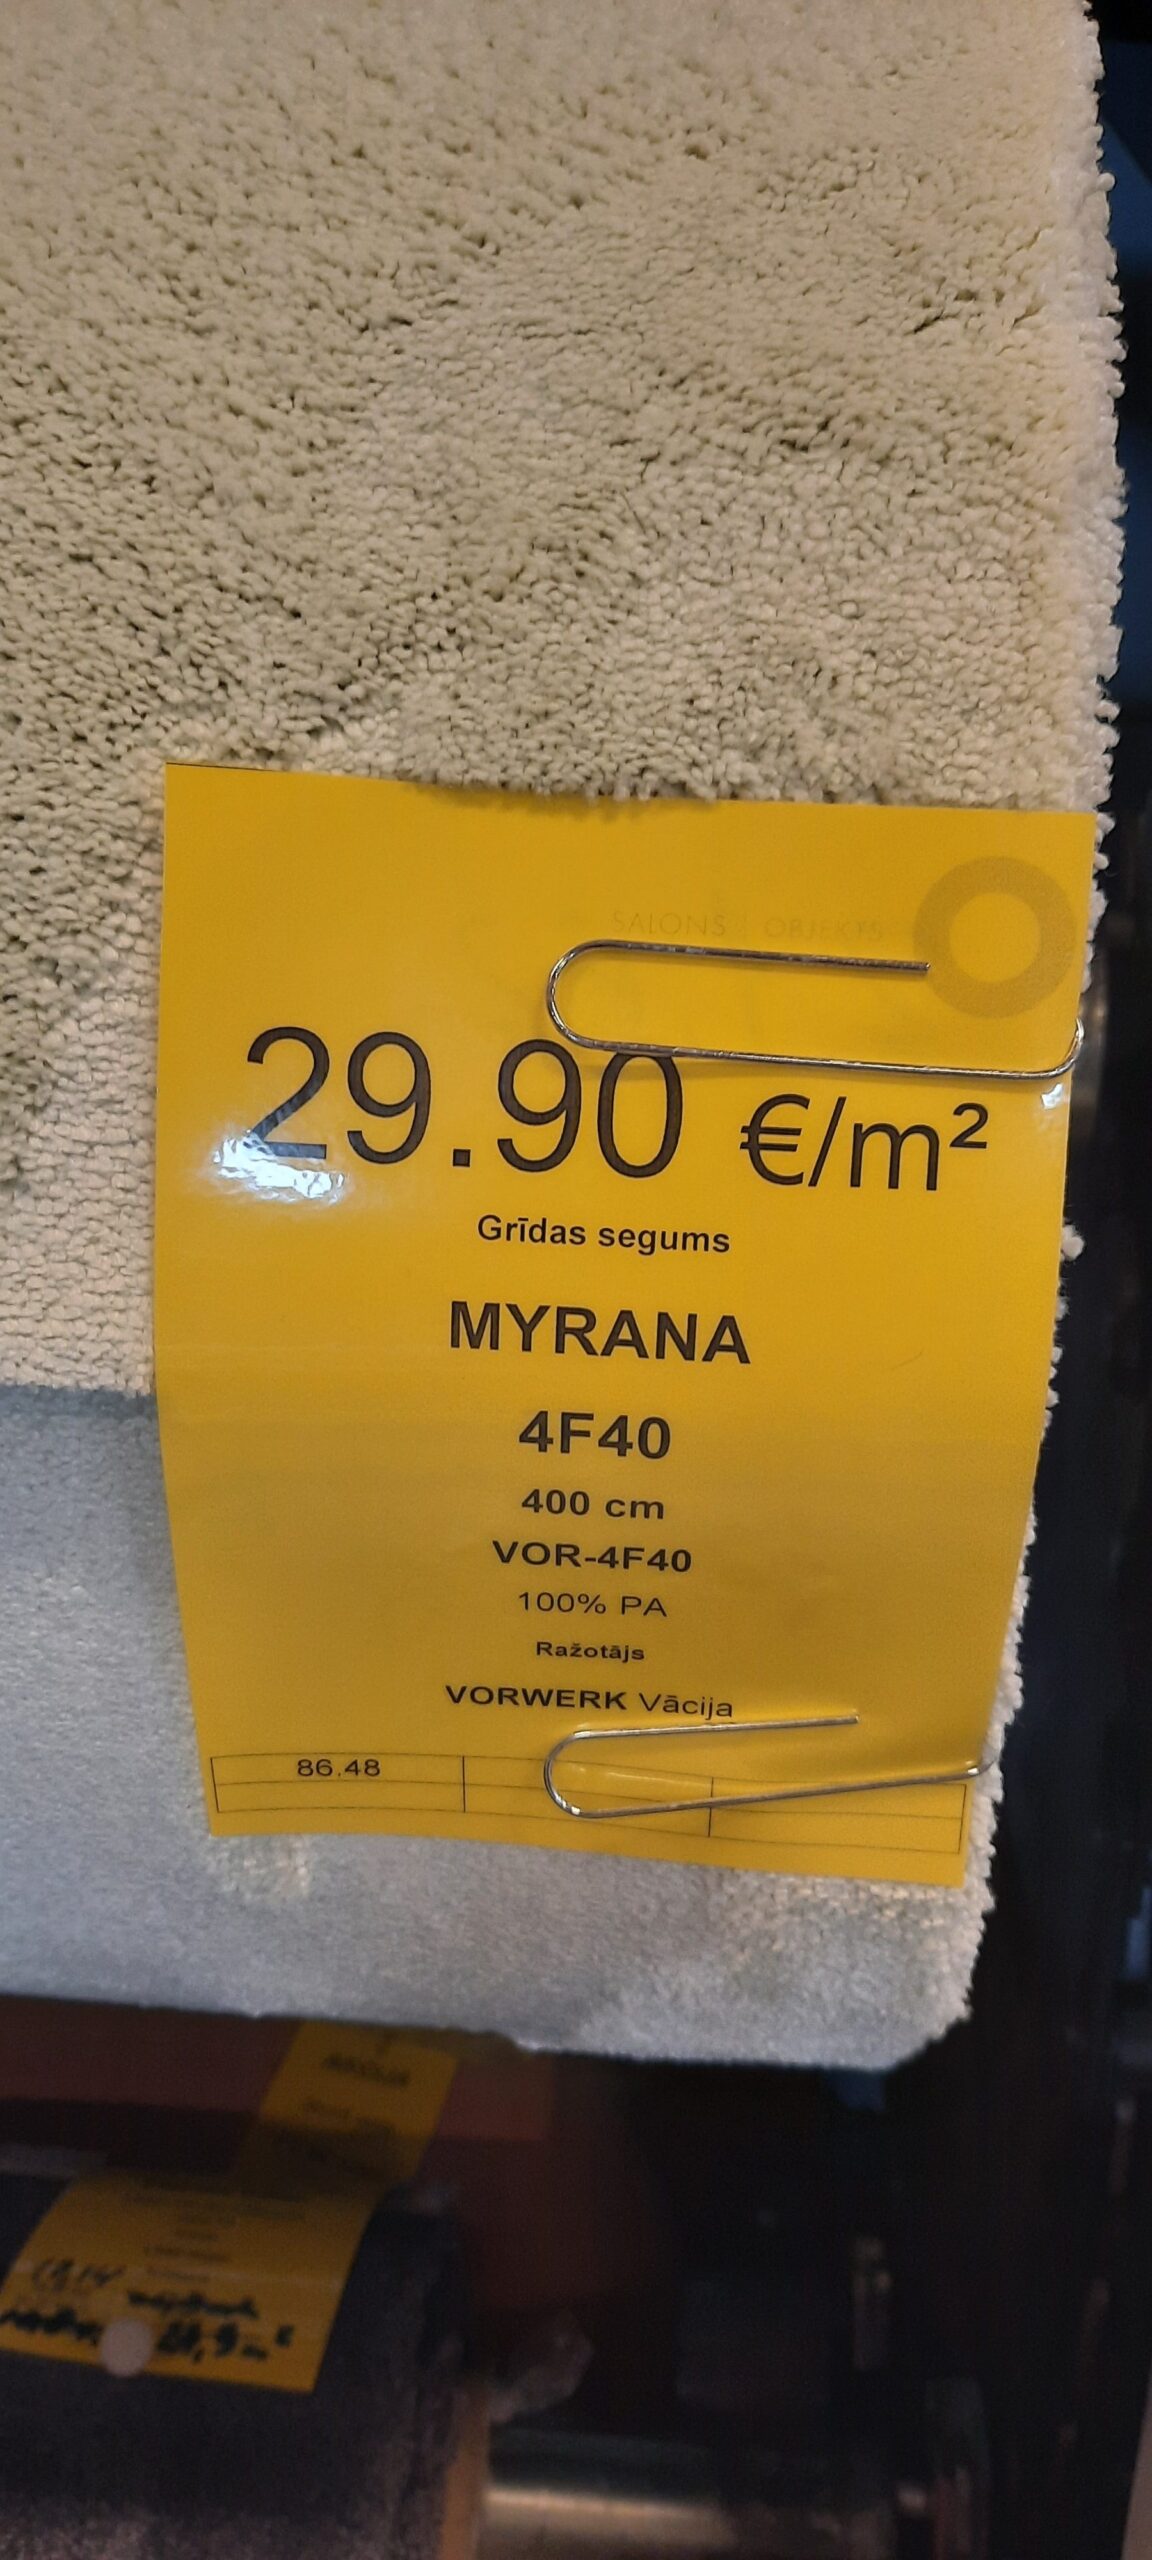 SALONS OBJEKTS
29.90 €/m²
Grīdas segums
MYRANA
4F40
400 cm
VOR-4F40
100% PA
Ražotājs
VORWERK Vācija
86.48